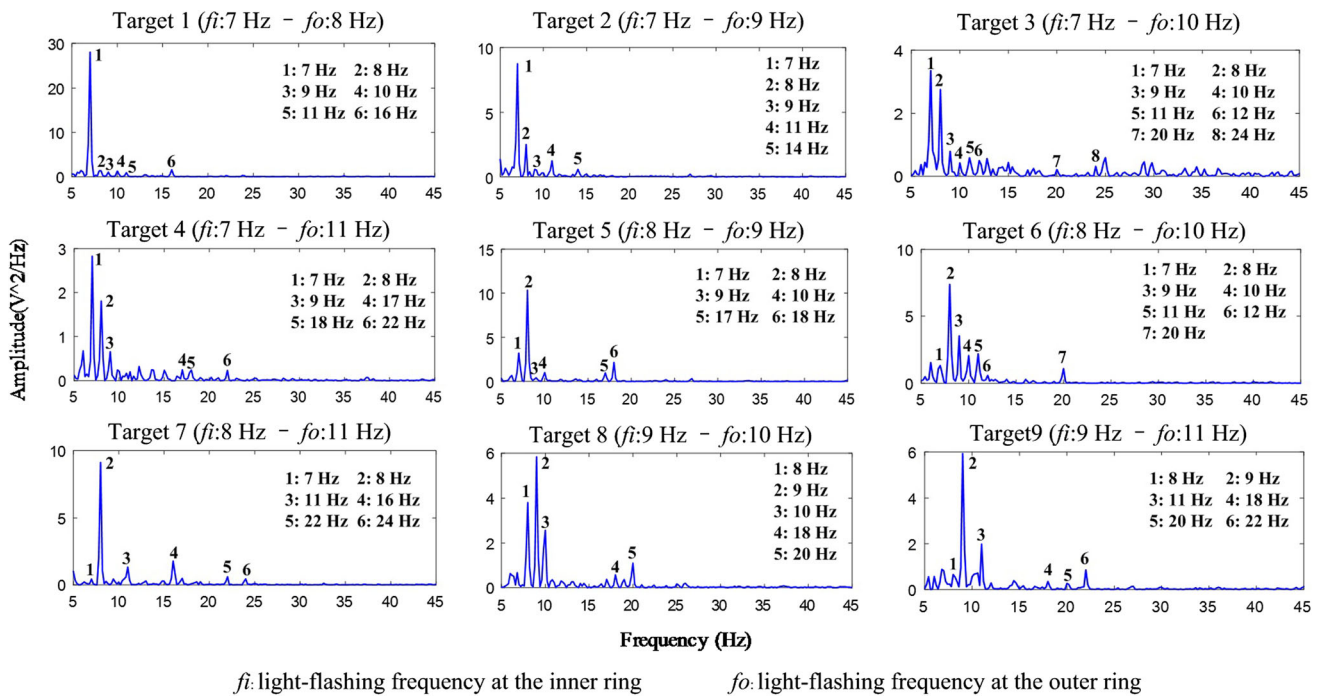 Target 1 (fi:7 Hz − fo:8 Hz)
30
20
10
0
5 10 15 20 25 30 35 40 45
1
2 3 4 5 6
1: 7 Hz 2: 8 Hz
3: 9 Hz 4: 10 Hz
5: 11 Hz 6: 16 Hz
Target 2 (fi:7 Hz − fo:9 Hz)
10
5
0
5 10 15 20 25 30 35 40 45
1
2
3 4 5
1: 7 Hz
2: 8 Hz
3: 9 Hz
4: 11 Hz
5: 14 Hz
Target 3 (fi:7 Hz − fo:10 Hz)
4
2
0
5 10 15 20 25 30 35 40 45
1
2
3 4 5 6 7 8
1: 7 Hz 2: 8 Hz
3: 9 Hz 4: 10 Hz
5: 11 Hz 6: 12 Hz
7: 20 Hz 8: 24 Hz
Amplitude(V^2/Hz)
Target 4 (fi:7 Hz − fo:11 Hz)
3
2
1
0
5 10 15 20 25 30 35 40 45
1
2
3
4 5 6
1: 7 Hz 2: 8 Hz
3: 9 Hz 4: 17 Hz
5: 18 Hz 6: 22 Hz
Target 5 (fi:8 Hz − fo:9 Hz)
15
10
5
0
5 10 15 20 25 30 35 40 45
2
1
3 4 5 6
1: 7 Hz 2: 8 Hz
3: 9 Hz 4: 10 Hz
5: 17 Hz 6: 18 Hz
Target 6 (fi:8 Hz − fo:10 Hz)
10
5
0
5 10 15 20 25 30 35 40 45
2
3
1 4 5 6 7
1: 7 Hz 2: 8 Hz
3: 9 Hz 4: 10 Hz
5: 11 Hz 6: 12 Hz
7: 20 Hz
Target 7 (fi:8 Hz − fo:11 Hz)
10
5
0
5 10 15 20 25 30 35 40 45
2
1 3 4 5 6
1: 7 Hz 2: 8 Hz
3: 11 Hz 4: 16 Hz
5: 22 Hz 6: 24 Hz
Target 8 (fi:9 Hz − fo:10 Hz)
6
4
2
0
5 10 15 20 25 30 35 40 45
2
1
3
4 5
1: 8 Hz
2: 9 Hz
3: 10 Hz
4: 18 Hz
5: 20 Hz
Target9 (fi:9 Hz − fo:11 Hz)
6
4
2
0
5 10 15 20 25 30 35 40 45
2
3
1 4 5 6
1: 8 Hz 2: 9 Hz
3: 11 Hz 4: 18 Hz
5: 20 Hz 6: 22 Hz
Frequency (Hz)
fi: light-flashing frequency at the inner ring fo: light-flashing frequency at the outer ring